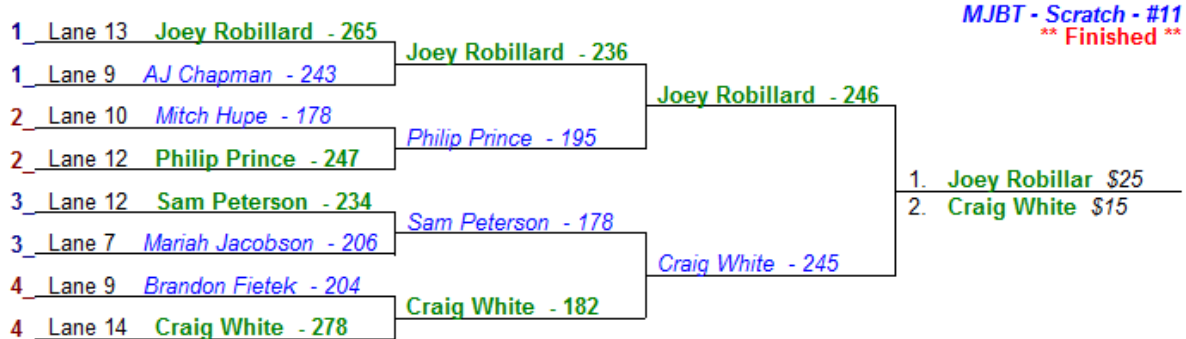 MJBT - Scratch - #11
** Finished **
1_ Lane 13 Joey Robillard - 265
Joey Robillard - 236
1_ Lane 9 AJ Chapman - 243
Joey Robillard - 246
2_ Lane 10 Mitch Hupe - 178
Philip Prince - 195
2_ Lane 12 Philip Prince - 247
1. Joey Robillar $25
3_ Lane 12 Sam Peterson - 234
2. Craig White $15
Sam Peterson - 178
3_ Lane 7 Mariah Jacobson - 206
Craig White - 245
4_ Lane 9 Brandon Fietek - 204
Craig White - 182
4 Lane 14 Craig White - 278